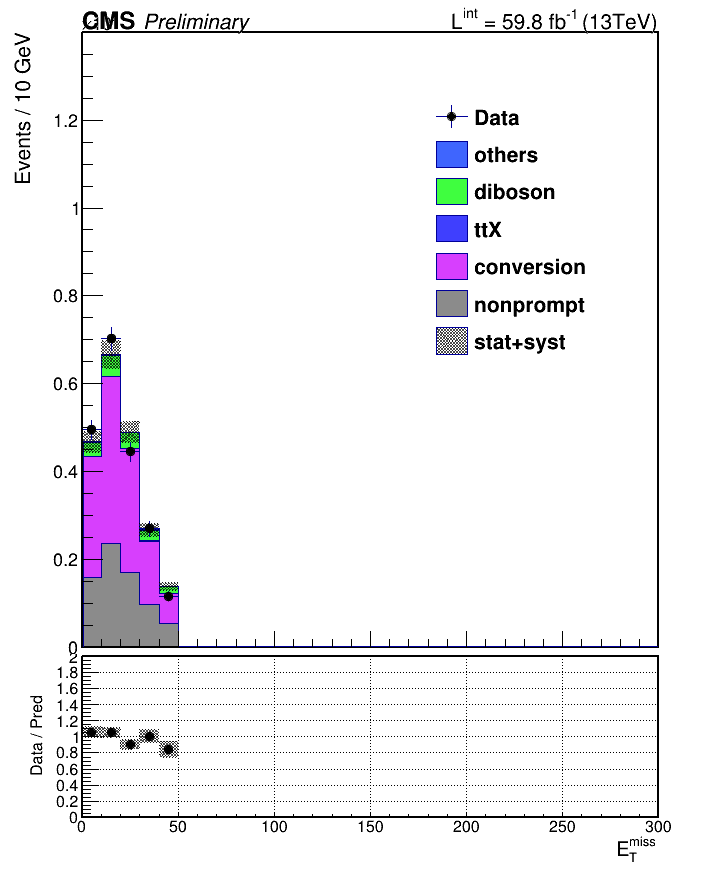 CMS Preliminary
L^int = 59.8 fb^-1 (13TeV)
Events / 10 GeV
1.2
1
0.8
0.6
0.4
0.2
0
Data
others
diboson
ttX
conversion
nonprompt
stat+syst
Data / Pred
2
1.8
1.6
1.4
1.2
1
0.8
0.6
0.4
0.2
0
0 50 100 150 200 250 300
E_T^miss